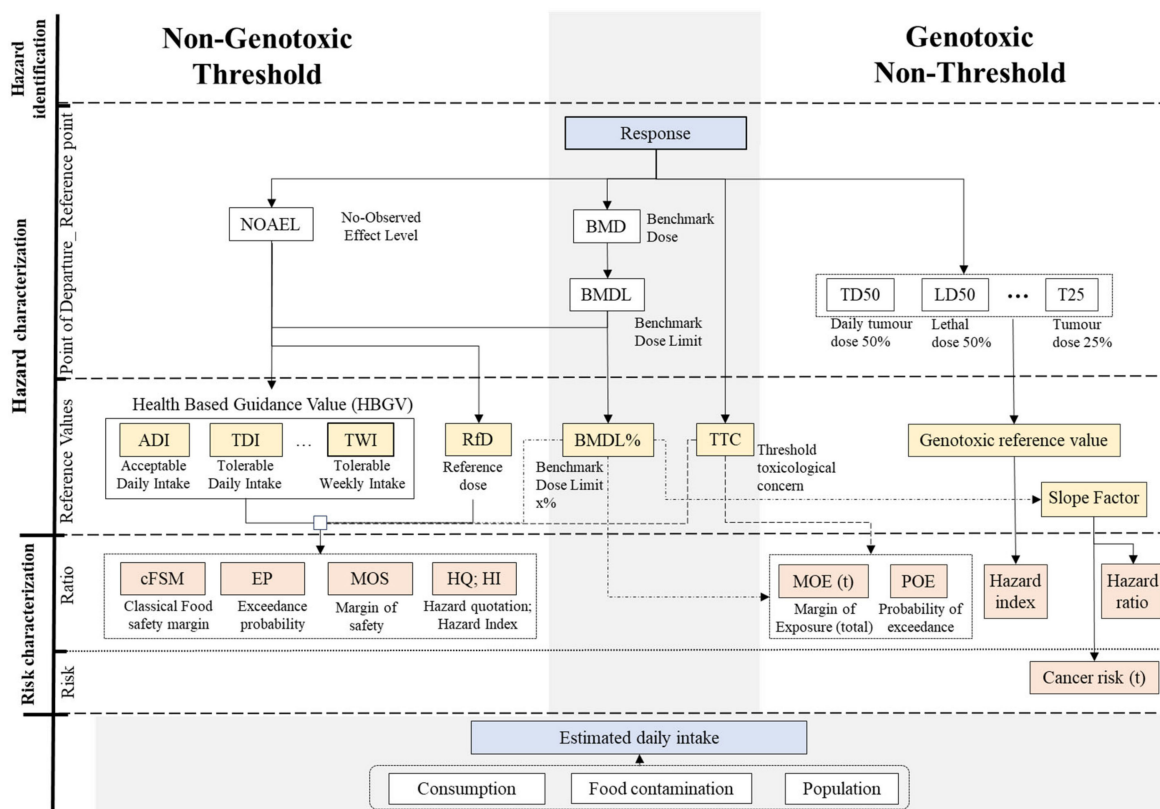 Hazard
identification
Non-Genotoxic
Threshold
Genotoxic
Non-Threshold
Hazard characterization
Point of Departure_ Reference point
Response
NOAEL
No-Observed
Effect Level
BMD
Benchmark
Dose
BMDL
Benchmark
Dose Limit
TD50
LD50
...
T25
Daily tumour
dose 50%
Lethal
dose 50%
Tumour
dose 25%
Reference Values
Health Based Guidance Value (HBGV)
ADI
TDI
...
TWI
Acceptable
Daily Intake
Tolerable
Daily Intake
Tolerable
Weekly Intake
RfD
Reference
dose
BMDL%
Benchmark
Dose Limit
x%
TTC
Threshold
toxicological
concern
Genotoxic reference value
Slope Factor
Risk characterization
Ratio
cFSM
Classical Food
safety margin
EP
Exceedance
probability
MOS
Margin of
safety
HQ; HI
Hazard quotation;
Hazard Index
MOE (t)
Margin of
Exposure (total)
POE
Probability of
exceedance
Hazard
index
Hazard
ratio
Risk
Cancer risk (t)
Estimated daily intake
Consumption
Food contamination
Population